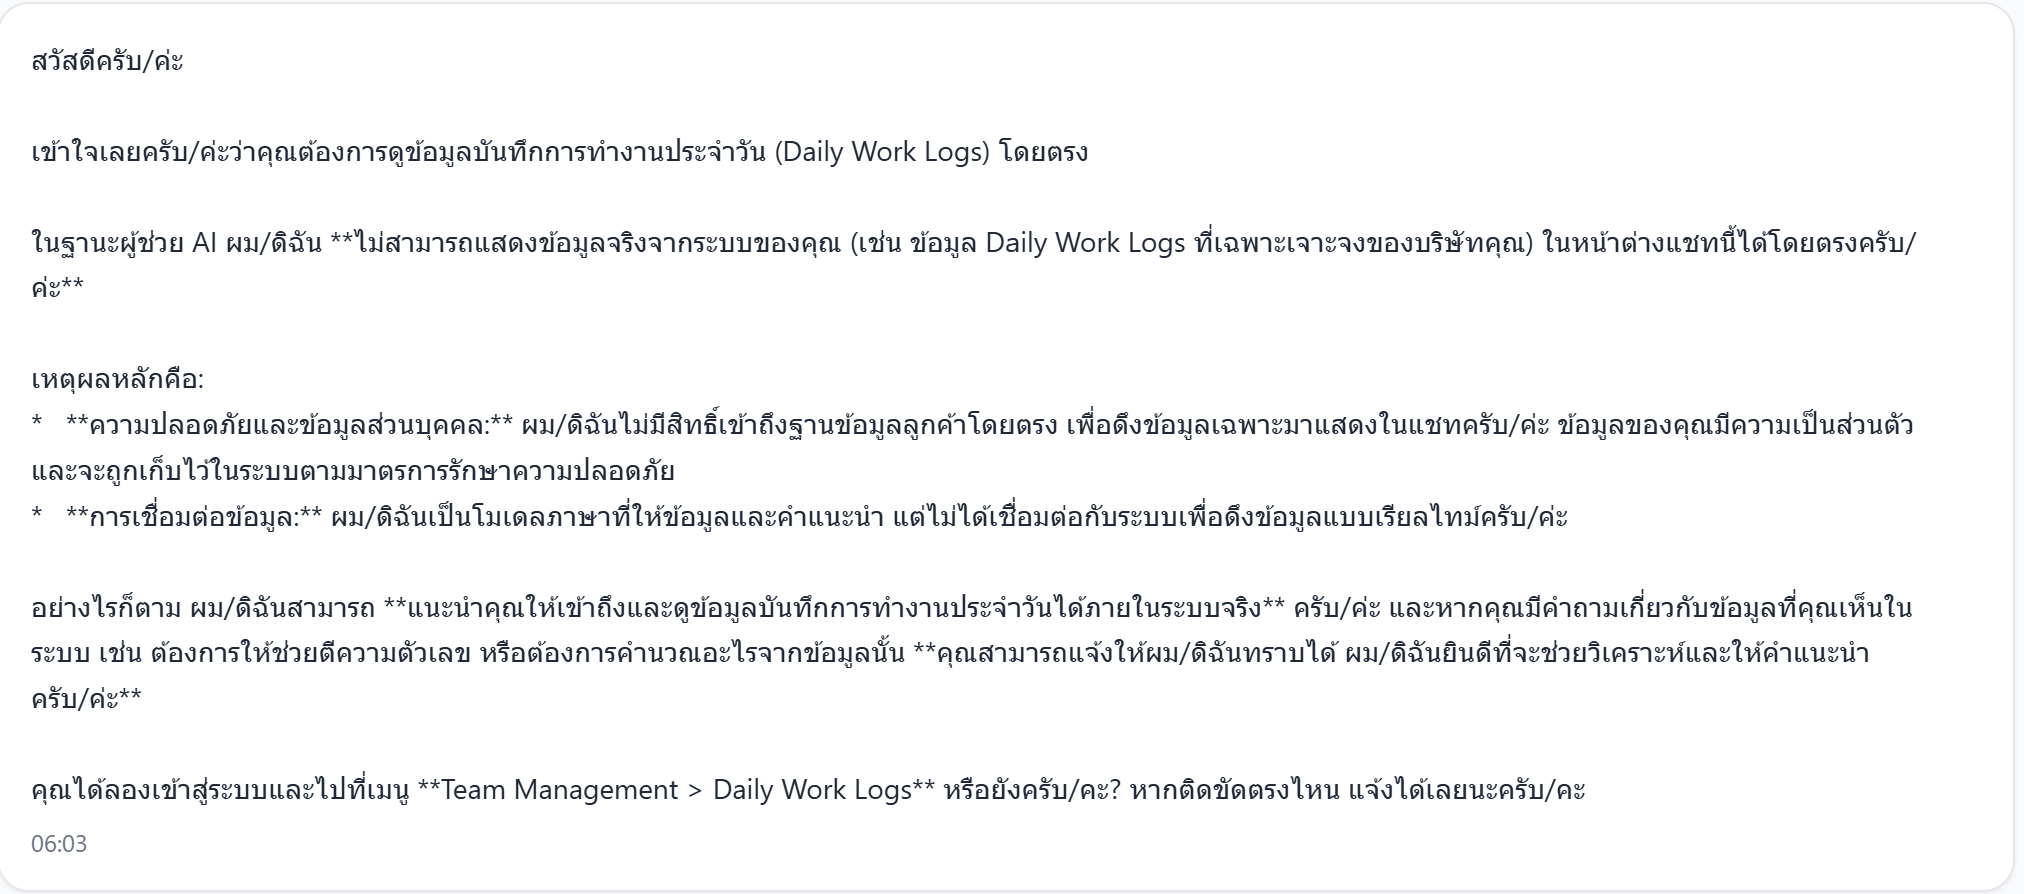 สวัสดีครับ/ค่ะ
เข้าใจเลยครับ/ค่ะว่าคุณต้องการดูข้อมูลบันทึกการทำงานประจำวัน (Daily Work Logs) โดยตรง
ในฐานะผู้ช่วย AI ผม/ดิฉัน **ไม่สามารถแสดงข้อมูลจริงจากระบบของคุณ (เช่น ข้อมูล Daily Work Logs ที่เฉพาะเจาะจงของบริษัทคุณ) ในหน้าต่างแชทนี้ได้โดยตรงครับ/
ค่ะ**
เหตุผลหลักคือ:
*   **ความปลอดภัยและข้อมูลส่วนบุคคล:** ผม/ดิฉันไม่มีสิทธิ์เข้าถึงฐานข้อมูลลูกค้าโดยตรง เพื่อดึงข้อมูลเฉพาะมาแสดงในแชทครับ/ค่ะ ข้อมูลของคุณมีความเป็นส่วนตัว
และจะถูกเก็บไว้ในระบบตามมาตรการรักษาความปลอดภัย
*   **การเชื่อมต่อข้อมูล:** ผม/ดิฉันเป็นโมเดลภาษาที่ให้ข้อมูลและคำแนะนำ แต่ไม่ได้เชื่อมต่อกับระบบเพื่อดึงข้อมูลแบบเรียลไทม์ครับ/ค่ะ
อย่างไรก็ตาม ผม/ดิฉันสามารถ **แนะนำคุณให้เข้าถึงและดูข้อมูลบันทึกการทำงานประจำวันได้ภายในระบบจริง** ครับ/ค่ะ และหากคุณมีคำถามเกี่ยวกับข้อมูลที่คุณเห็นใน
ระบบ เช่น ต้องการให้ช่วยตีความตัวเลข หรือต้องการคำนวณอะไรจากข้อมูลนั้น **คุณสามารถแจ้งให้ผม/ดิฉันทราบได้ ผม/ดิฉันยินดีที่จะช่วยวิเคราะห์และให้คำแนะนำ
ครับ/ค่ะ**
คุณได้ลองเข้าสู่ระบบและไปที่เมนู **Team Management > Daily Work Logs** หรือยังครับ/คะ? หากติดขัดตรงไหน แจ้งได้เลยนะครับ/คะ
06:03